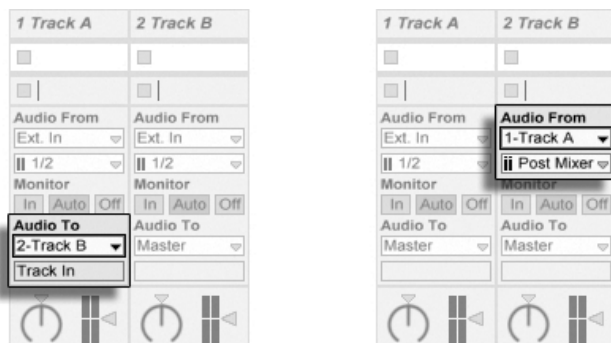 1 Track A
2 Track B
Audio From
Audio From
Ext. In
Ext. In
1/2
1/2
Monitor
Monitor
In Auto Off
In Auto Off
Audio To
Audio To
2-Track B
Master
Track In
1 Track A
2 Track B
Audio From
Audio From
Ext. In
1-Track A
1/2
Post Mixer
Monitor
Monitor
In Auto Off
In Auto Off
Audio To
Audio To
Master
Master